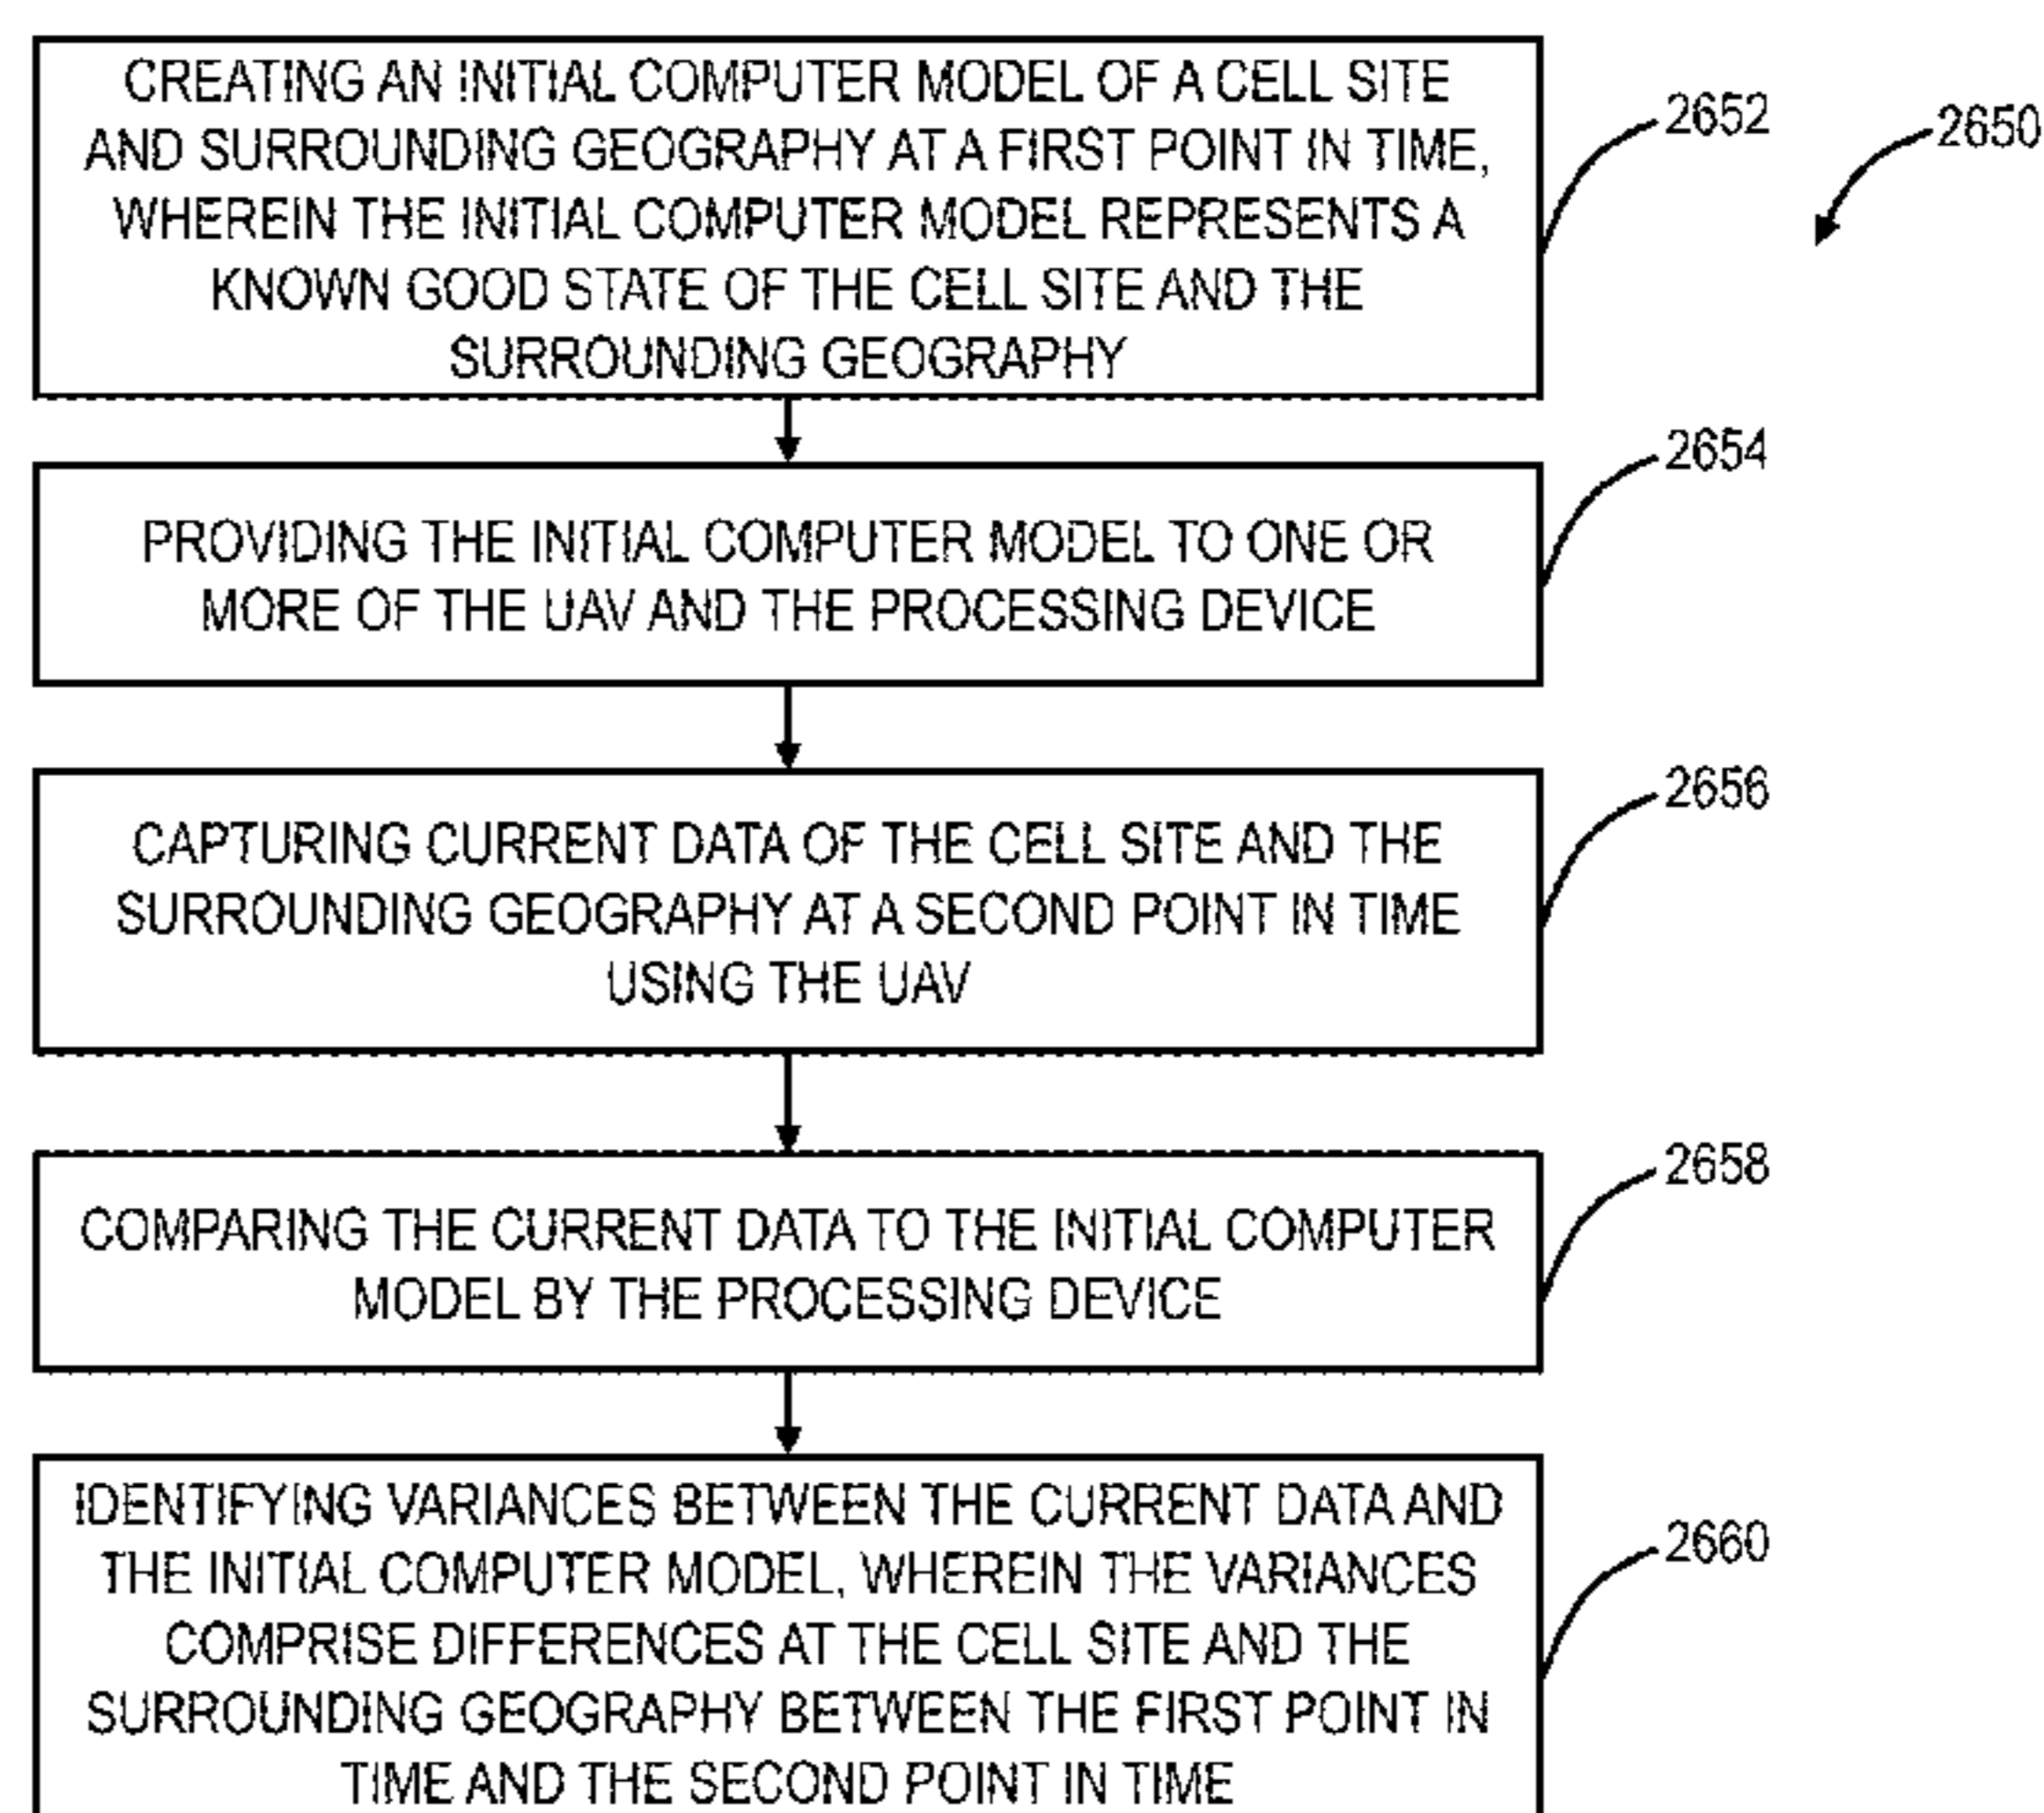 CREATING AN INITIAL COMPUTER MODEL OF A CELL SITE
AND SURROUNDING GEOGRAPHY AT A FIRST POINT IN TIME,
WHEREIN THE INITIAL COMPUTER MODEL REPRESENTS A
KNOWN GOOD STATE OF THE CELL SITE AND THE
SURROUNDING GEOGRAPHY
2652
2650
PROVIDING THE INITIAL COMPUTER MODEL TO ONE OR
MORE OF THE UAV AND THE PROCESSING DEVICE
2654
CAPTURING CURRENT DATA OF THE CELL SITE AND THE
SURROUNDING GEOGRAPHY AT A SECOND POINT IN TIME
USING THE UAV
2656
COMPARING THE CURRENT DATA TO THE INITIAL COMPUTER
MODEL BY THE PROCESSING DEVICE
2658
IDENTIFYING VARIANCES BETWEEN THE CURRENT DATA AND
THE INITIAL COMPUTER MODEL, WHEREIN THE VARIANCES
COMPRISE DIFFERENCES AT THE CELL SITE AND THE
SURROUNDING GEOGRAPHY BETWEEN THE FIRST POINT IN
TIME AND THE SECOND POINT IN TIME
2660